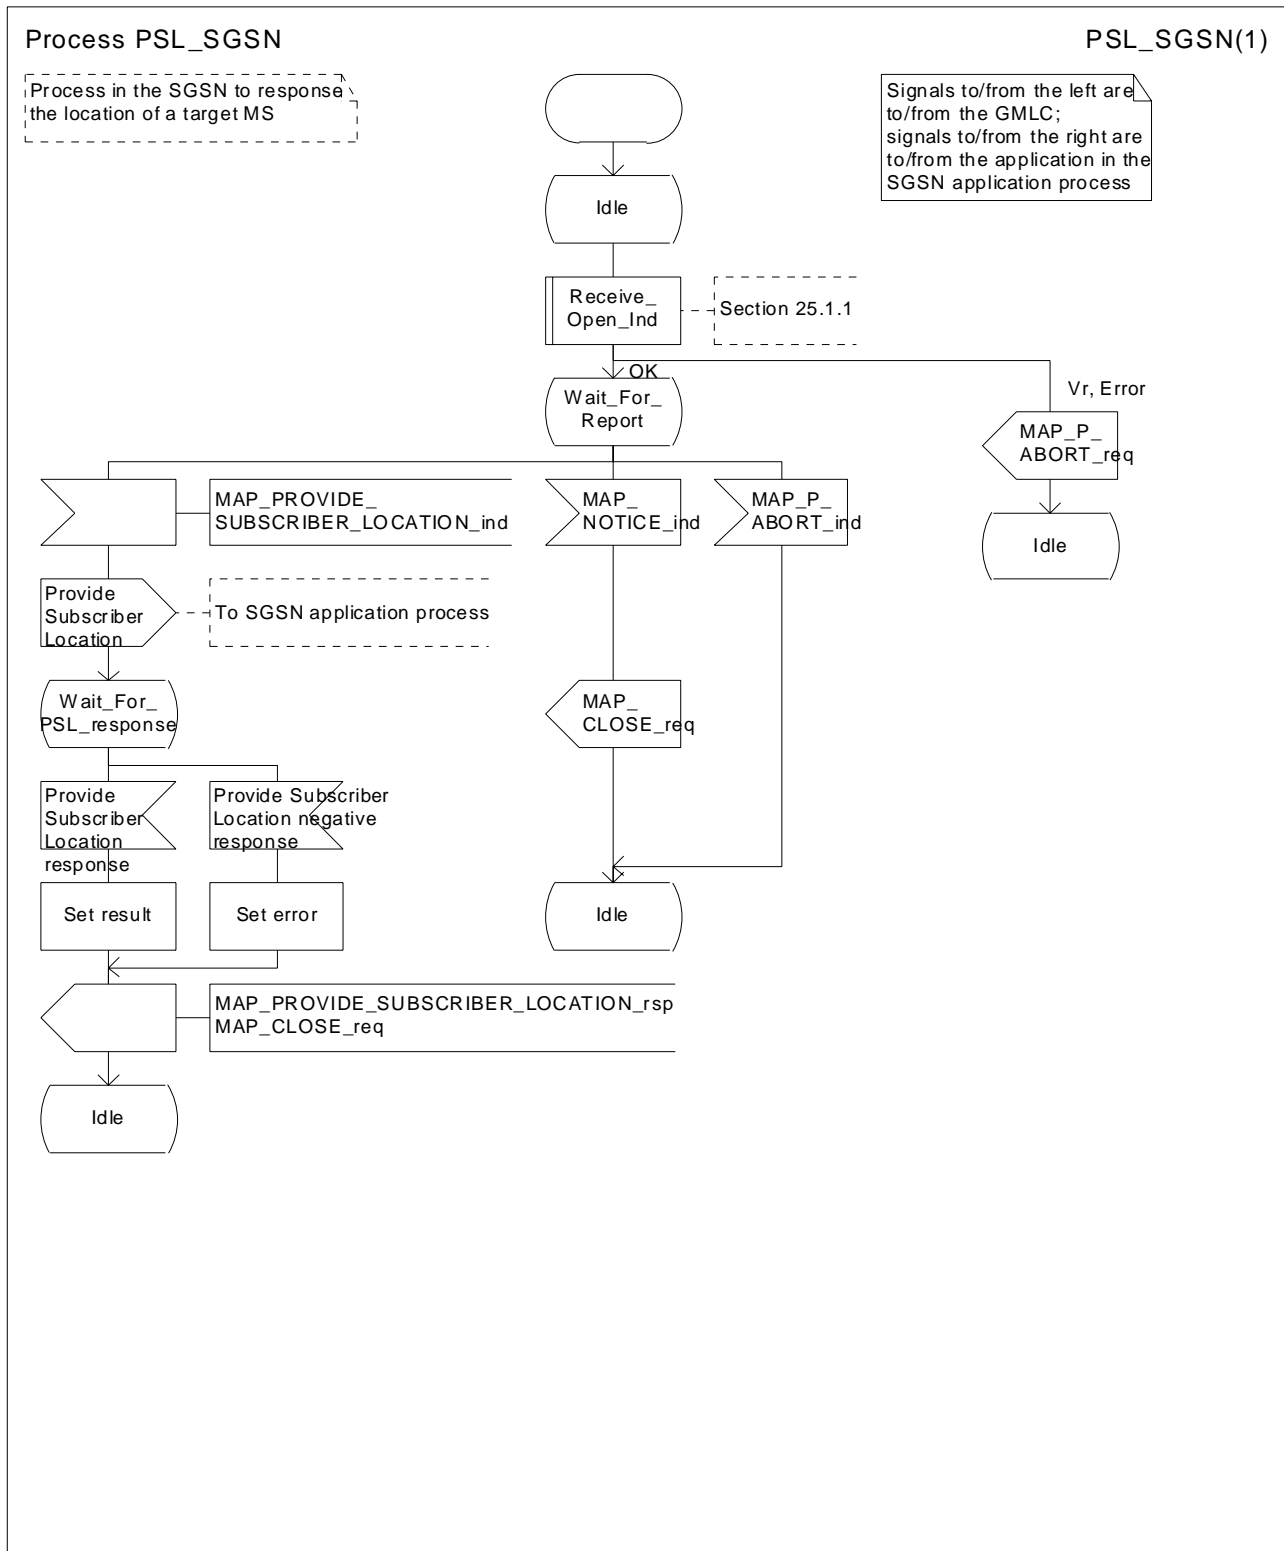 Process PSL_SGSN
PSL_SGSN(1)
Process in the SGSN to response
the location of a target MS
Signals to/from the left are
to/from the GMLC;
signals to/from the right are
to/from the application in the
SGSN application process
Idle
Receive_
Open_Ind
Section 25.1.1
OK
Vr, Error
Wait_For_
Report
MAP_P_
ABORT_req
Idle
MAP_PROVIDE_
SUBSCRIBER_LOCATION_ind
MAP_
NOTICE_ind
MAP_P_
ABORT_ind
Provide
Subscriber
Location
To SGSN application process
Wait_For_
PSL_response
MAP_
CLOSE_req
Provide
Subscriber
Location
response
Provide Subscriber
Location negative
response
Set result
Set error
Idle
MAP_PROVIDE_SUBSCRIBER_LOCATION_rsp
MAP_CLOSE_req
Idle